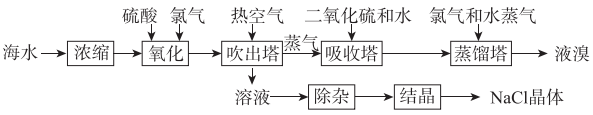 硫酸 氯气 热空气 二氧化硫和水 氯气和水蒸气
海水 浓缩 氧化 吹出塔 蒸气 吸收塔 蒸馏塔 液溴
溶液 除杂 结晶 NaCl晶体